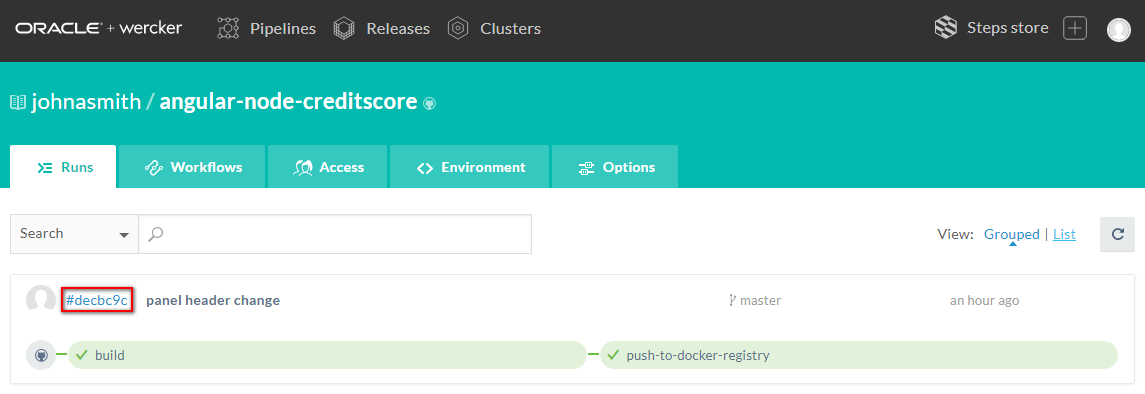 ORACLE + wercker Pipelines Releases Clusters Steps store
johnasmith / angular-node-creditscore
Runs Workflows Access Environment Options
Search View: Grouped | List
#decbc9c panel header change master an hour ago
build push-to-docker-registry